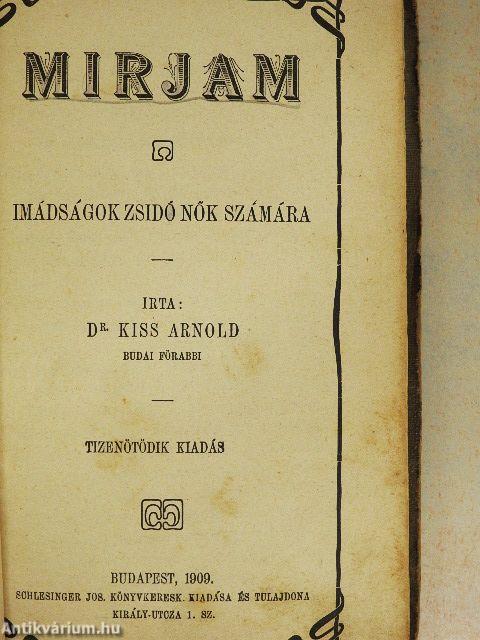 MIRJAM
IMÁDSÁGOK ZSIDÓ NŐK SZÁMÁRA
IRTA:
DR. KISS ARNOLD
BUDAI FŐRABBI
TIZENÖTÖDIK KIADÁS
BUDAPEST, 1909.
SCHLESINGER JOS. KÖNYVKERESK. KIADÁSA ÉS TULAJDONA
KIRÁLY-UTCZA 1. SZ.
Antikvárium.hu